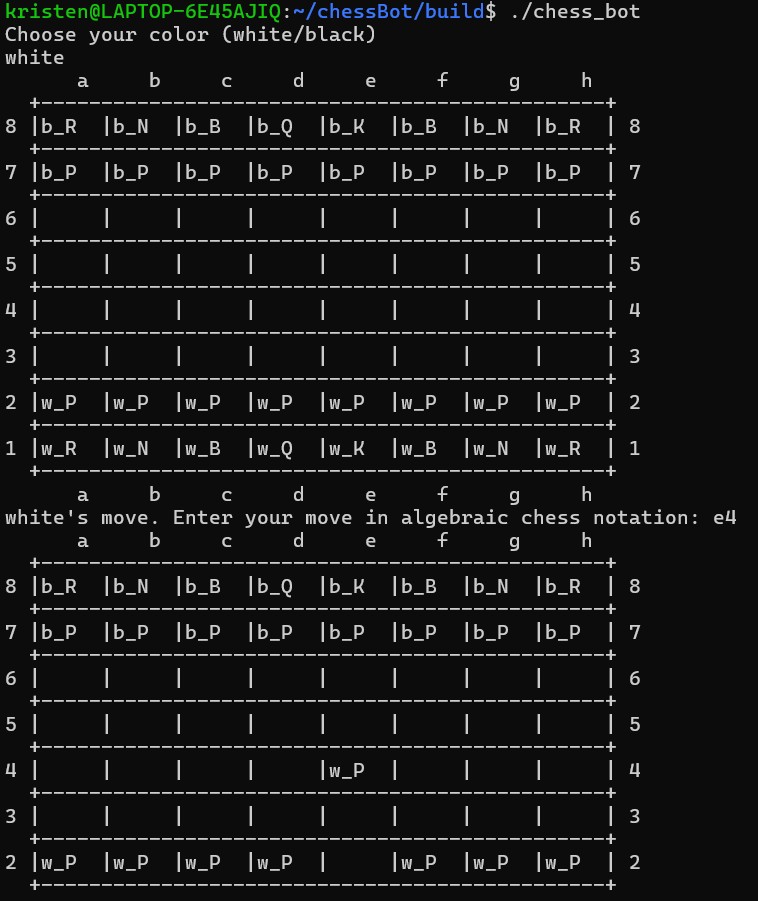 kristen@LAPTOP-6E45AJIQ:~/chessBot/build$ ./chess_bot
Choose your color (white/black)
white
      a     b     c     d     e     f     g     h
  +-----------------------------------------------+
8 |b_R  |b_N  |b_B  |b_Q  |b_K  |b_B  |b_N  |b_R  | 8
  +-----------------------------------------------+
7 |b_P  |b_P  |b_P  |b_P  |b_P  |b_P  |b_P  |b_P  | 7
  +-----------------------------------------------+
6 |     |     |     |     |     |     |     |     | 6
  +-----------------------------------------------+
5 |     |     |     |     |     |     |     |     | 5
  +-----------------------------------------------+
4 |     |     |     |     |     |     |     |     | 4
  +-----------------------------------------------+
3 |     |     |     |     |     |     |     |     | 3
  +-----------------------------------------------+
2 |w_P  |w_P  |w_P  |w_P  |w_P  |w_P  |w_P  |w_P  | 2
  +-----------------------------------------------+
1 |w_R  |w_N  |w_B  |w_Q  |w_K  |w_B  |w_N  |w_R  | 1
  +-----------------------------------------------+
      a     b     c     d     e     f     g     h
white's move. Enter your move in algebraic chess notation: e4
      a     b     c     d     e     f     g     h
  +-----------------------------------------------+
8 |b_R  |b_N  |b_B  |b_Q  |b_K  |b_B  |b_N  |b_R  | 8
  +-----------------------------------------------+
7 |b_P  |b_P  |b_P  |b_P  |b_P  |b_P  |b_P  |b_P  | 7
  +-----------------------------------------------+
6 |     |     |     |     |     |     |     |     | 6
  +-----------------------------------------------+
5 |     |     |     |     |     |     |     |     | 5
  +-----------------------------------------------+
4 |     |     |     |     |w_P  |     |     |     | 4
  +-----------------------------------------------+
3 |     |     |     |     |     |     |     |     | 3
  +-----------------------------------------------+
2 |w_P  |w_P  |w_P  |w_P  |     |w_P  |w_P  |w_P  | 2
  +-----------------------------------------------+